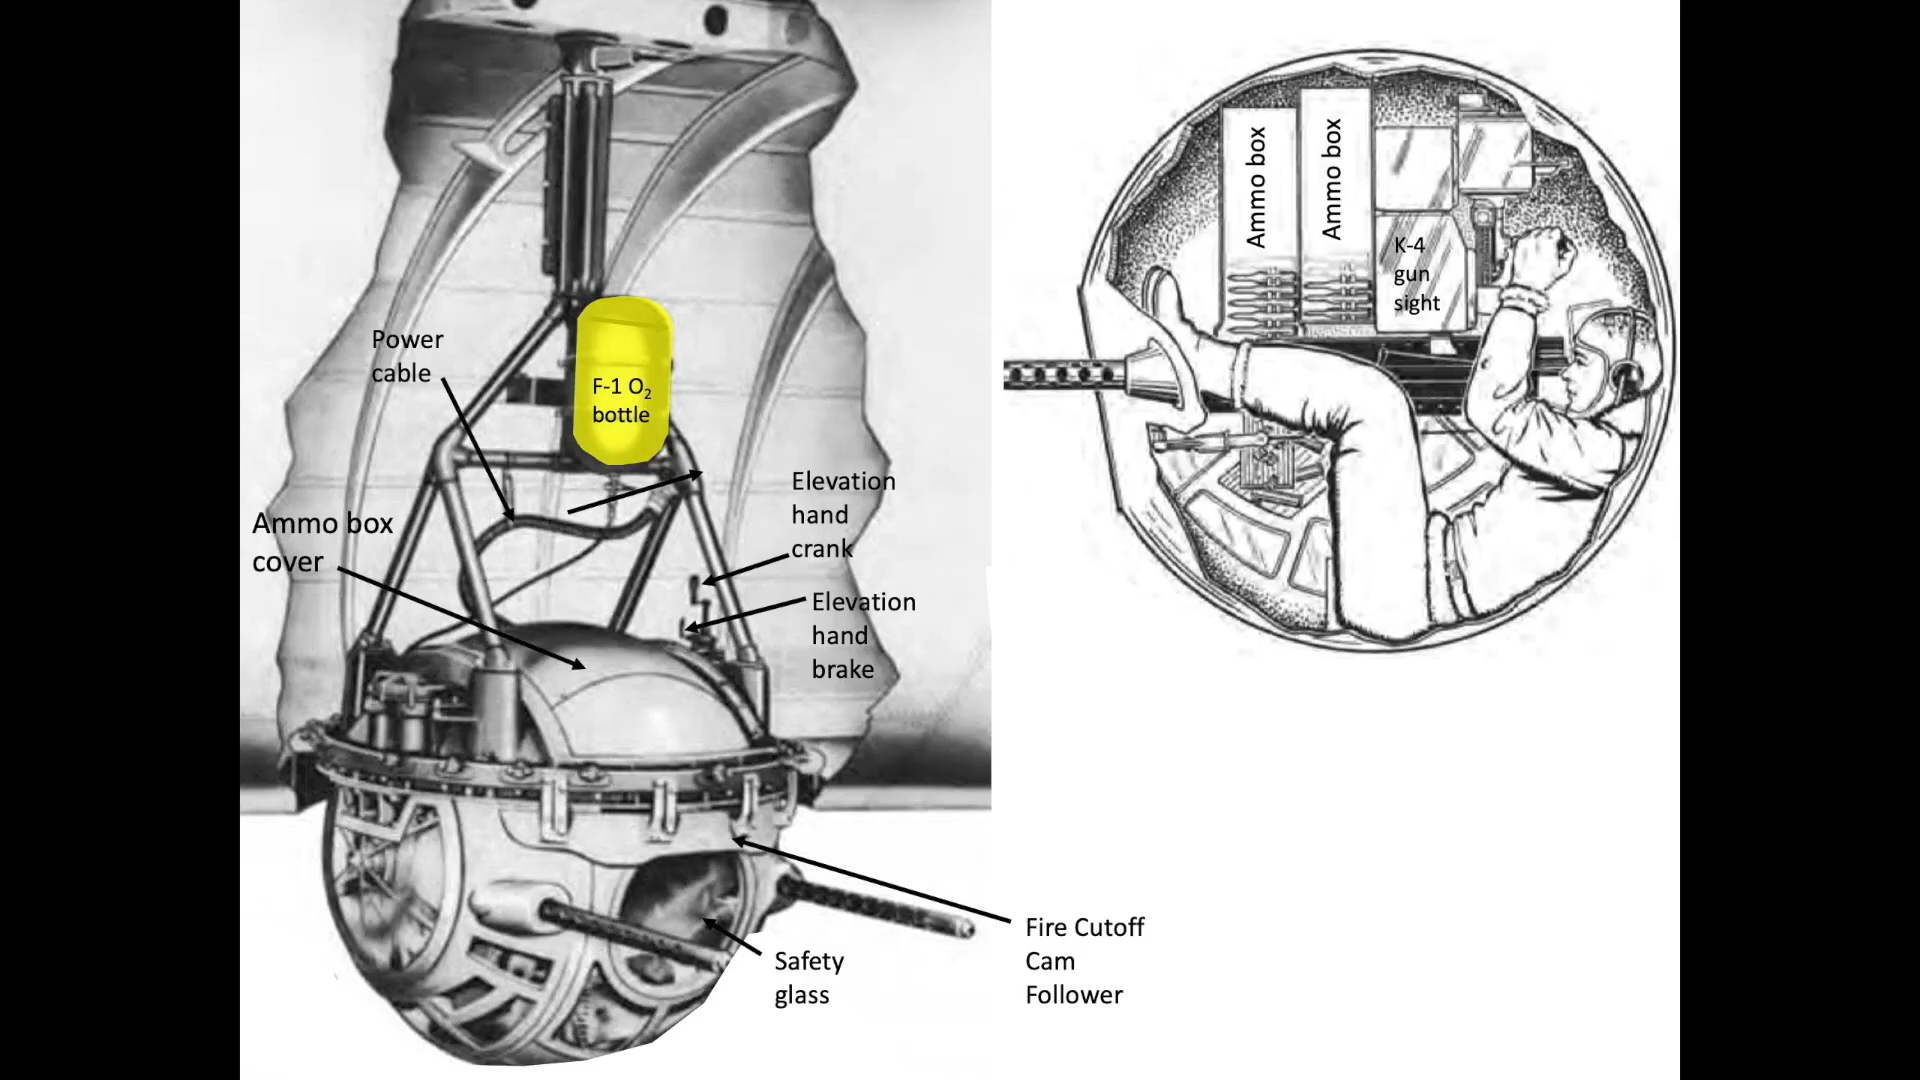 Power
cable
F-1 O₂
bottle
Ammo box
cover
Elevation
hand
crank
Elevation
hand
brake
Safety
glass
Fire Cutoff
Cam
Follower
Ammo box
Ammo box
K-4
gun
sight